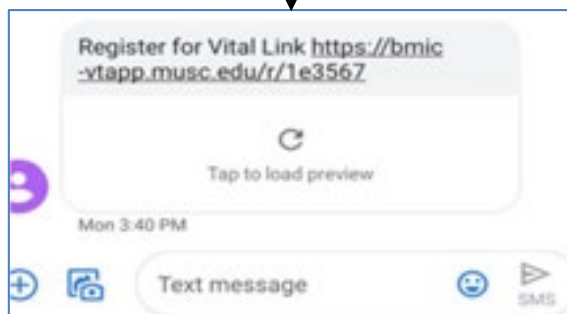 Register for Vital Link https://bmic
-vtapp.musc.edu/r/1e3567
Tap to load preview
Mon 3:40 PM
Text message
SMS